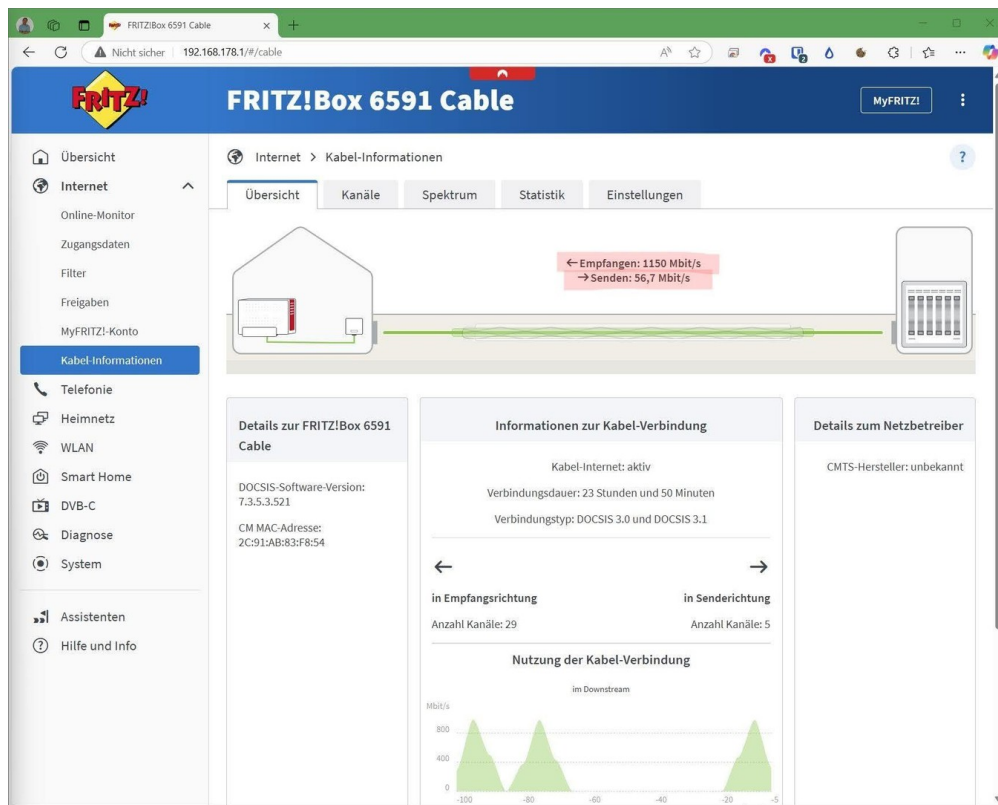 FRITZ!Box 6591 Cable
Nicht sicher
192.168.178.1/#/cable
FRITZ!
FRITZ!Box 6591 Cable
MyFRITZ!
Übersicht
Internet
Online-Monitor
Zugangsdaten
Filter
Freigaben
MyFRITZ!-Konto
Kabel-Informationen
Telefonie
Heimnetz
WLAN
Smart Home
DVB-C
Diagnose
System
Assistenten
Hilfe und Info
Internet > Kabel-Informationen
?
Übersicht
Kanäle
Spektrum
Statistik
Einstellungen
←Empfangen: 1150 Mbit/s
→Senden: 56,7 Mbit/s
Details zur FRITZ!Box 6591
Cable
DOCSIS-Software-Version:
7.3.5.3.521
CM MAC-Adresse:
2C:91:AB:83:F8:54
Informationen zur Kabel-Verbindung
Kabel-Internet: aktiv
Verbindungsdauer: 23 Stunden und 50 Minuten
Verbindungstyp: DOCSIS 3.0 und DOCSIS 3.1
← →
in Empfangsrichtung
in Senderichtung
Anzahl Kanäle: 29
Anzahl Kanäle: 5
Nutzung der Kabel-Verbindung
im Downstream
Mbit/s
800
400
0
-100 -80 -60 -40 -20 -5
Details zum Netzbetreiber
CMTS-Hersteller: unbekannt